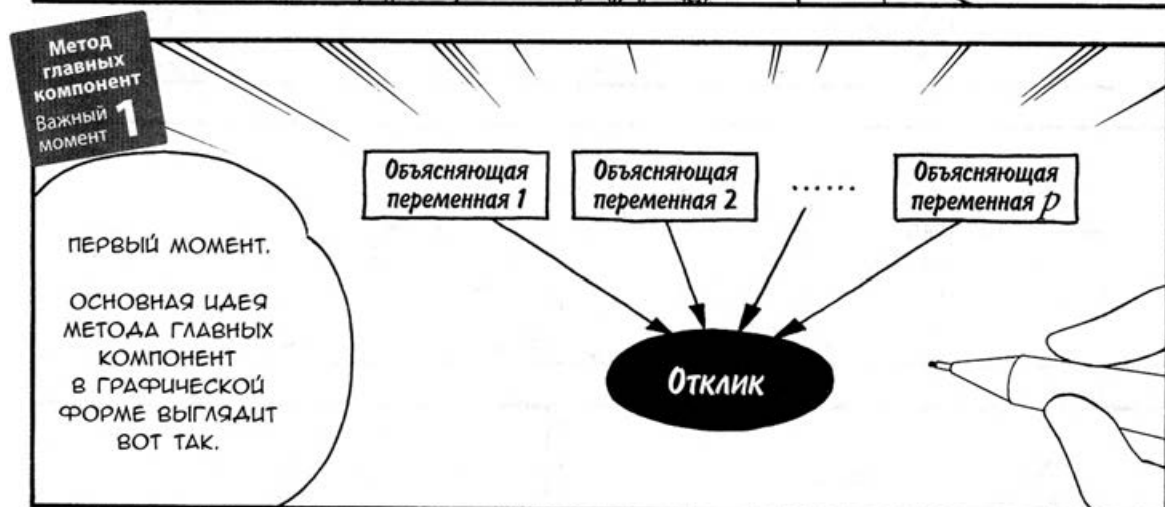 Метод
главных
компонент
Важный
момент 1
Объясняющая
переменная 1
Объясняющая
переменная 2
......
Объясняющая
переменная p
ПЕРВЫЙ МОМЕНТ.
ОСНОВНАЯ ИДЕЯ
МЕТОДА ГЛАВНЫХ
КОМПОНЕНТ
В ГРАФИЧЕСКОЙ
ФОРМЕ ВЫГЛЯДИТ
ВОТ ТАК.
Отклик